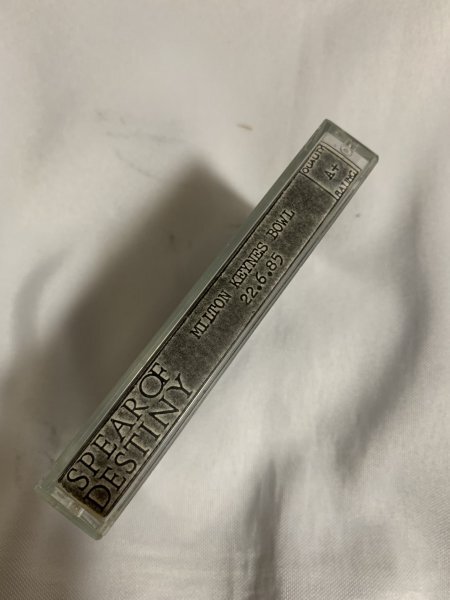 SPEAR OF
DESTINY
MILTON KEYNES BOWL
22.6.85
A+